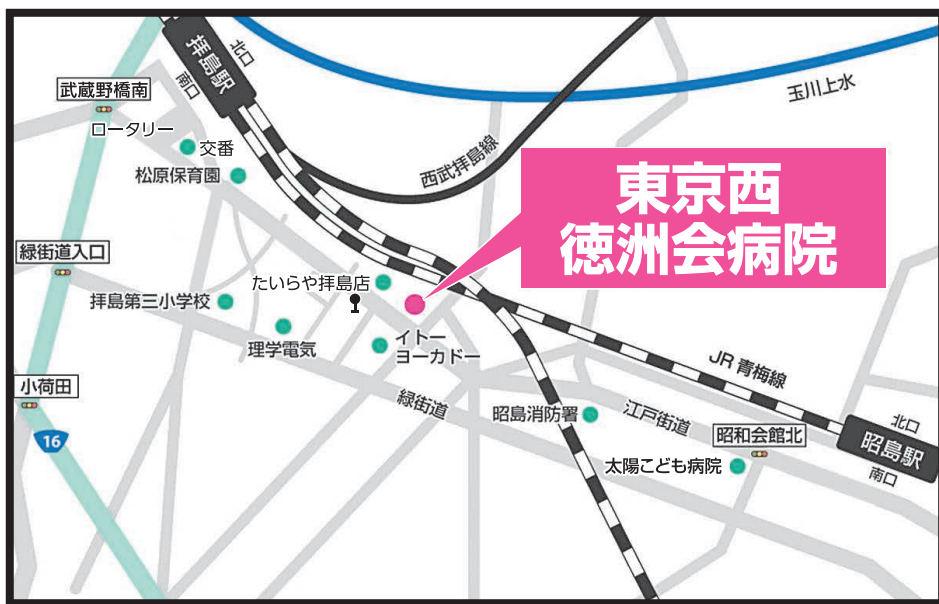 拝島駅
北口
南口
武蔵野橋南
ロータリー
交番
松原保育園
玉川上水
西武拝島線
東京西
徳洲会病院
緑街道入口
たいらや拝島店
拝島第三小学校
理学電気
イトー
ヨーカドー
JR 青梅線
小荷田
16
緑街道
昭島消防署
江戸街道
昭和会館北
太陽こども病院
北口
昭島駅
南口